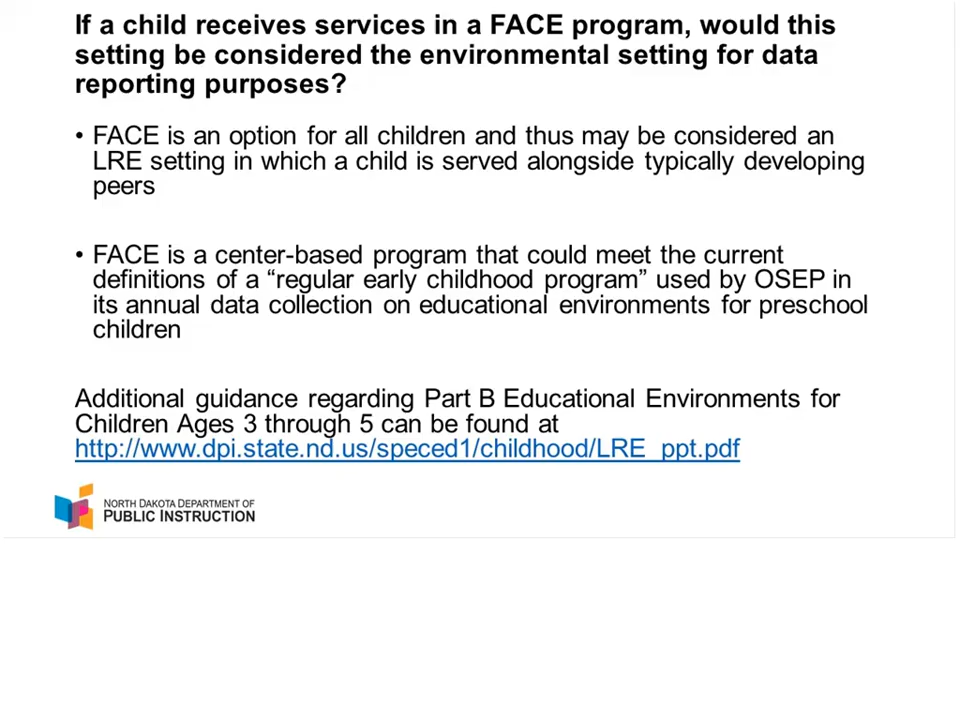 If a child receives services in a FACE program, would this
setting be considered the environmental setting for data
reporting purposes?
• FACE is an option for all children and thus may be considered an
LRE setting in which a child is served alongside typically developing
peers
• FACE is a center-based program that could meet the current
definitions of a “regular early childhood program” used by OSEP in
its annual data collection on educational environments for preschool
children
Additional guidance regarding Part B Educational Environments for
Children Ages 3 through 5 can be found at
http://www.dpi.state.nd.us/speced1/childhood/LRE_ppt.pdf
NORTH DAKOTA DEPARTMENT OF
PUBLIC INSTRUCTION